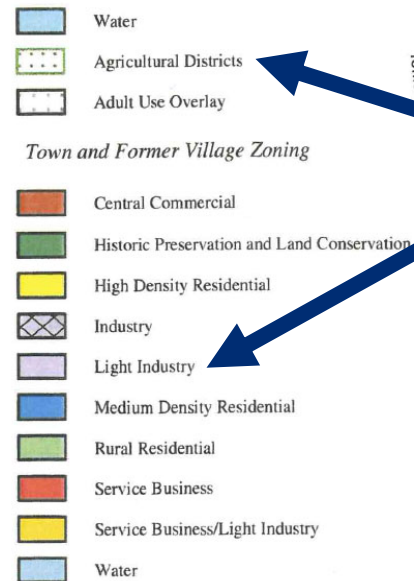 Water
Agricultural Districts
Adult Use Overlay
Town and Former Village Zoning
Central Commercial
Historic Preservation and Land Conservation
High Density Residential
Industry
Light Industry
Medium Density Residential
Rural Residential
Service Business
Service Business/Light Industry
Water